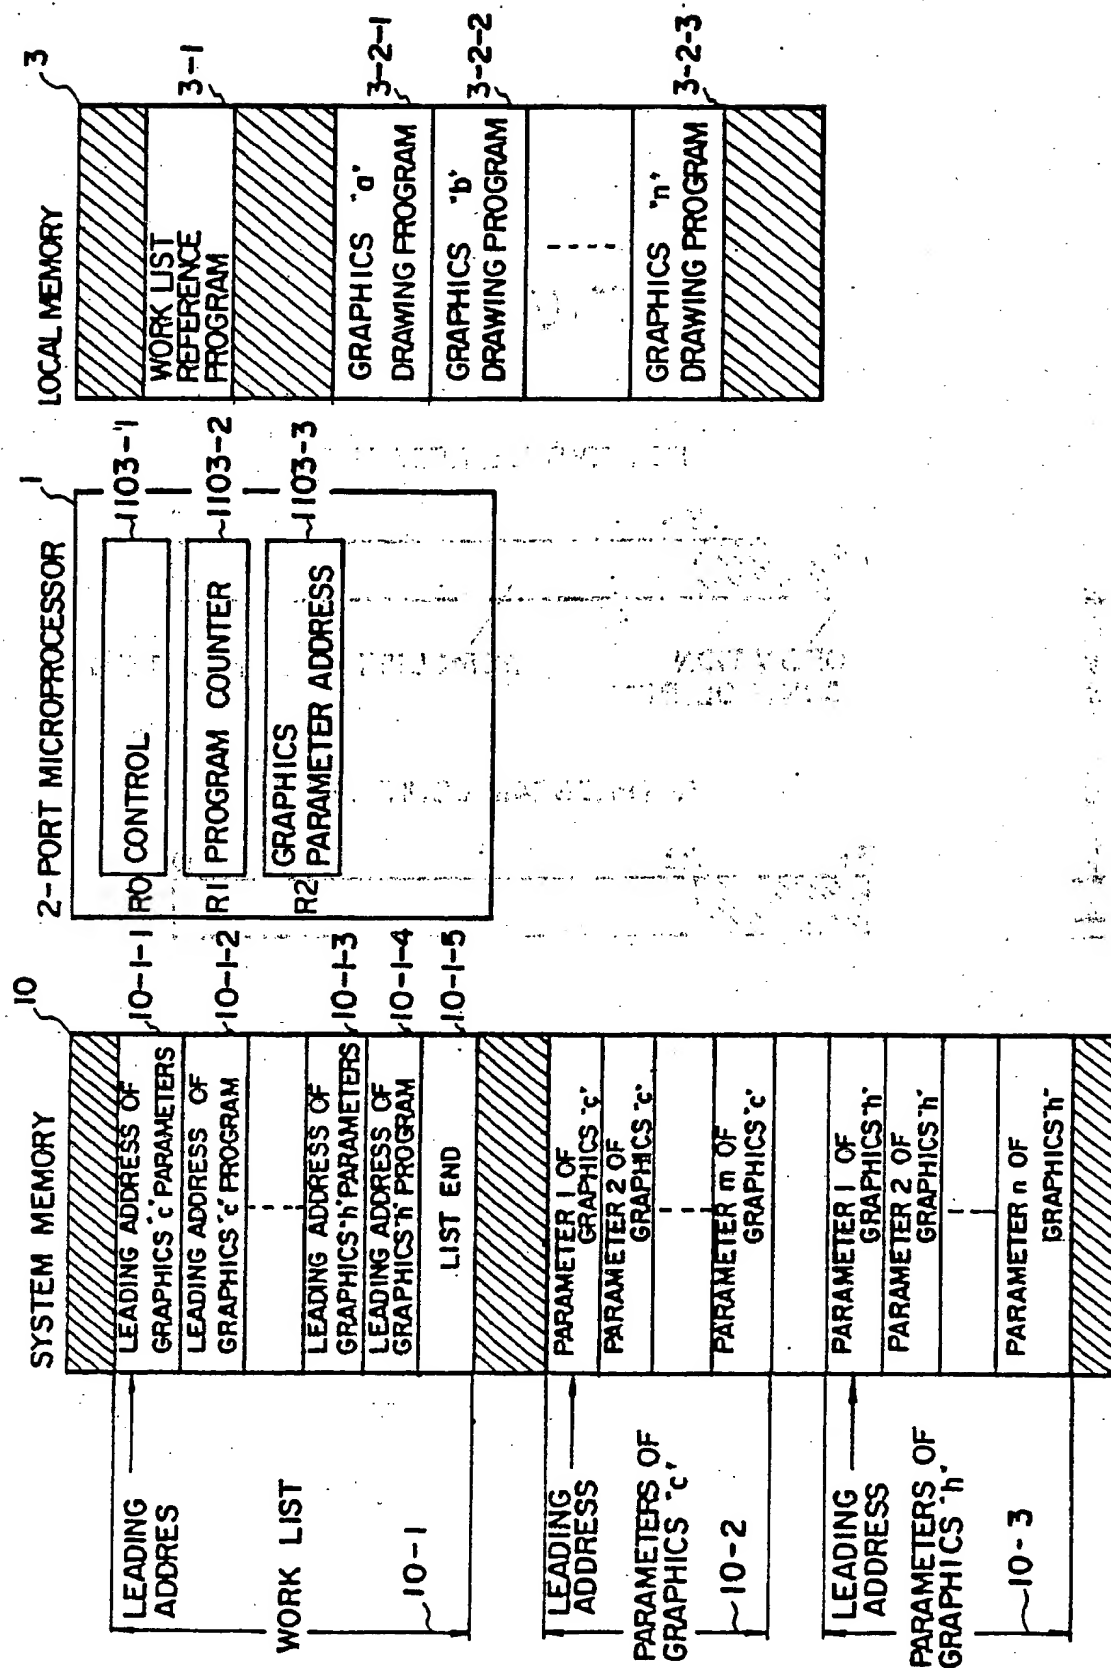 SYSTEM MEMORY
10
LEADING ADDRES
WORK LIST
10-1
LEADING ADDRESS OF
GRAPHICS "c" PARAMETERS
10-1-1
LEADING ADDRESS OF
GRAPHICS "c" PROGRAM
10-1-2
LEADING ADDRESS OF
GRAPHICS "h" PARAMETERS
10-1-3
LEADING ADDRESS OF
GRAPHICS "h" PROGRAM
10-1-4
LIST END
10-1-5
LEADING
ADDRESS
PARAMETERS OF
GRAPHICS "c"
10-2
PARAMETER 1 OF
GRAPHICS "c"
PARAMETER 2 OF
GRAPHICS "c"
PARAMETER m OF
GRAPHICS "c"
LEADING
ADDRESS
PARAMETERS OF
GRAPHICS "h"
10-3
PARAMETER 1 OF
GRAPHICS "h"
PARAMETER 2 OF
GRAPHICS "h"
PARAMETER n OF
GRAPHICS "h"
2-PORT MICROPROCESSOR
1
R0 CONTROL
1103-1
R1 PROGRAM COUNTER
1103-2
R2 GRAPHICS
PARAMETER ADDRESS
1103-3
LOCAL MEMORY
3
WORK LIST
REFERENCE
PROGRAM
3-1
GRAPHICS "a"
DRAWING PROGRAM
3-2-1
GRAPHICS "b"
DRAWING PROGRAM
3-2-2
GRAPHICS "n"
DRAWING PROGRAM
3-2-3